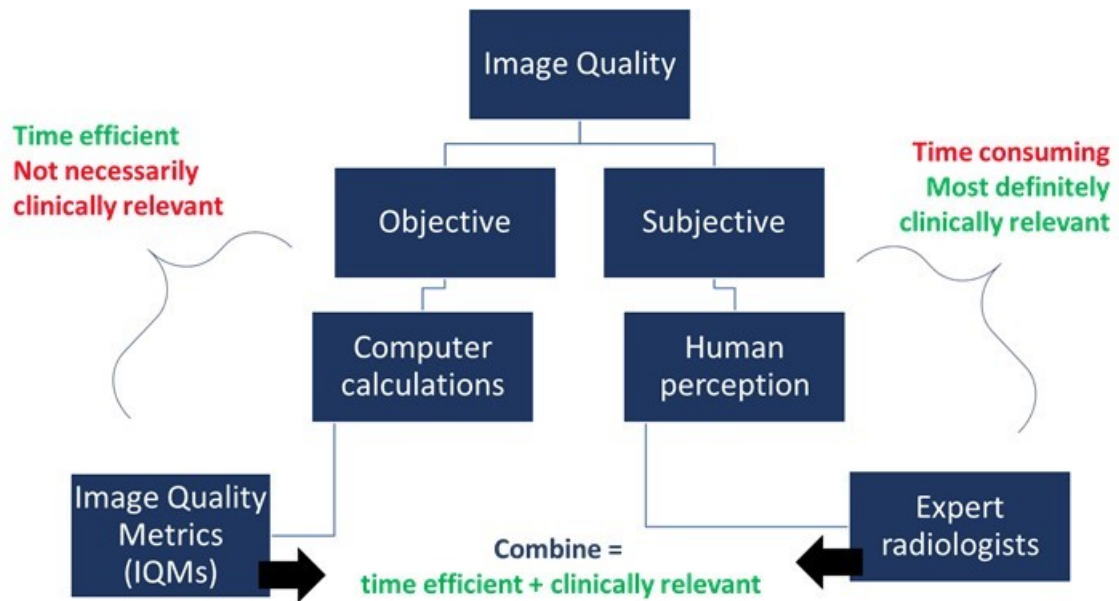 Image Quality
Time efficient
Not necessarily
clinically relevant
Time consuming
Most definitely
clinically relevant
Objective
Subjective
Computer
calculations
Human
perception
Image Quality
Metrics
(IQMs)
Expert
radiologists
Combine =
time efficient + clinically relevant